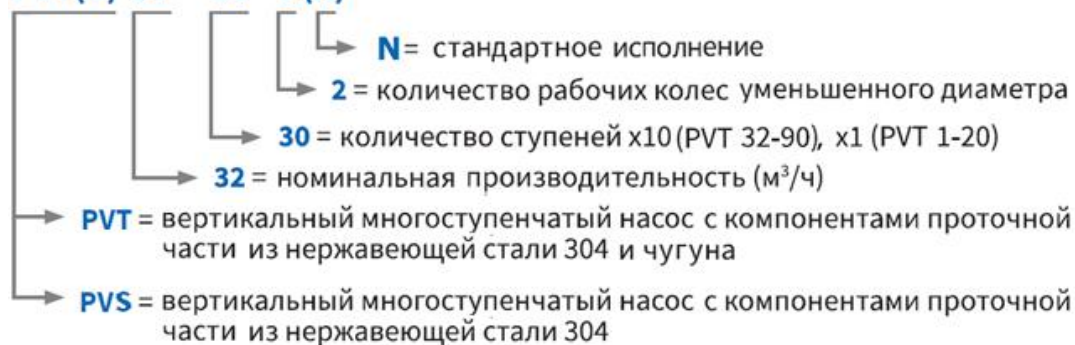 N= стандартное исполнение
2 = количество рабочих колес уменьшенного диаметра
30 = количество ступеней х10 (PVT 32-90), х1 (PVT 1-20)
32 = номинальная производительность (м³/ч)
PVT = вертикальный многоступенчатый насос с компонентами проточной
части из нержавеющей стали 304 и чугуна
PVS = вертикальный многоступенчатый насос с компонентами проточной
части из нержавеющей стали 304